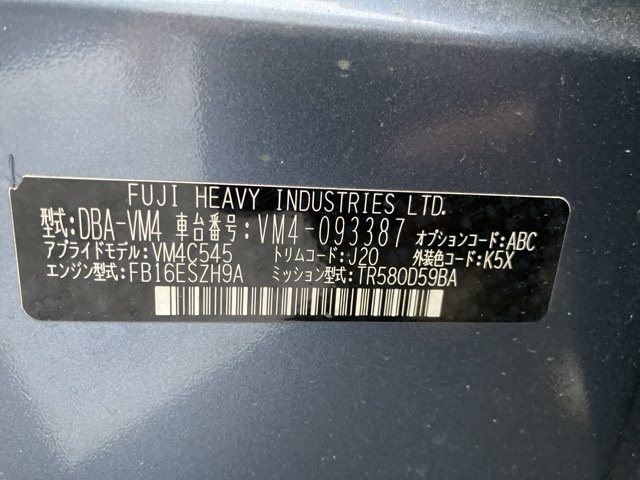 FUJI HEAVY INDUSTRIES LTD.
型式:DBA-VM4 車台番号:VM4-093387 オプションコード:ABC
アプライドモデル:VM4C545 トリムコード:J20 外装色コード:K5X
エンジン型式:FB16ESZH9A ミッション型式:TR580D59BA